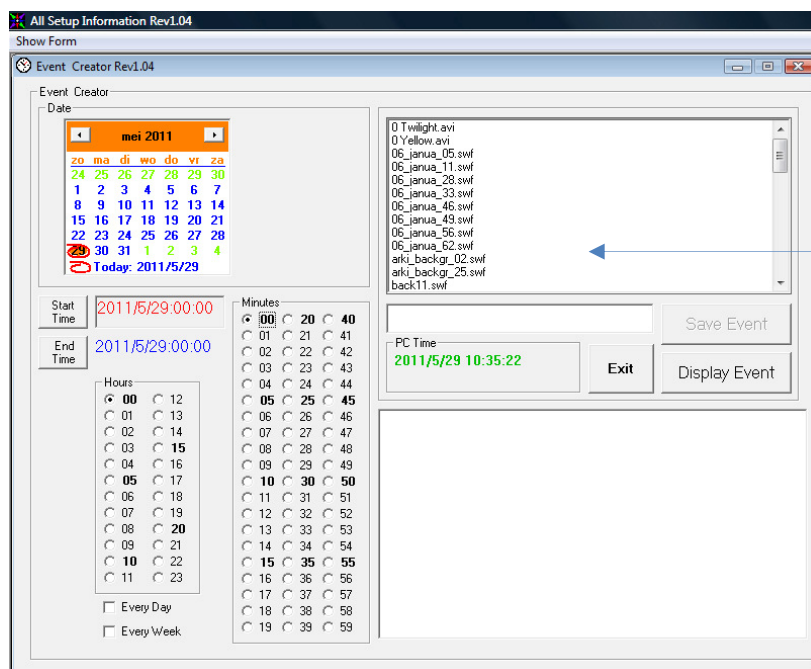 All Setup Information Rev1.04
Show Form
Event Creator Rev1.04
Event Creator
Date
mei 2011
zo ma di wo do vr za
24 25 26 27 28 29 30
1 2 3 4 5 6 7
8 9 10 11 12 13 14
15 16 17 18 19 20 21
22 23 24 25 26 27 28
29 30 31 1 2 3 4
Today: 2011/5/29
Start Time
2011/5/29:00:00
End Time
2011/5/29:00:00
Hours
00 12
01 13
02 14
03 15
04 16
05 17
06 18
07 19
08 20
09 21
10 22
11 23
Every Day
Every Week
Minutes
00 20 40
01 21 41
02 22 42
03 23 43
04 24 44
05 25 45
06 26 46
07 27 47
08 28 48
09 29 49
10 30 50
11 31 51
12 32 52
13 33 53
14 34 54
15 35 55
16 36 56
17 37 57
18 38 58
19 39 59
0 Twilight.avi
0 Yellow.avi
06_janua_05.swf
06_janua_11.swf
06_janua_28.swf
06_janua_33.swf
06_janua_46.swf
06_janua_49.swf
06_janua_56.swf
06_janua_62.swf
arki_backgr_02.swf
arki_backgr_25.swf
back11.swf
Save Event
PC Time
2011/5/29 10:35:22
Exit
Display Event